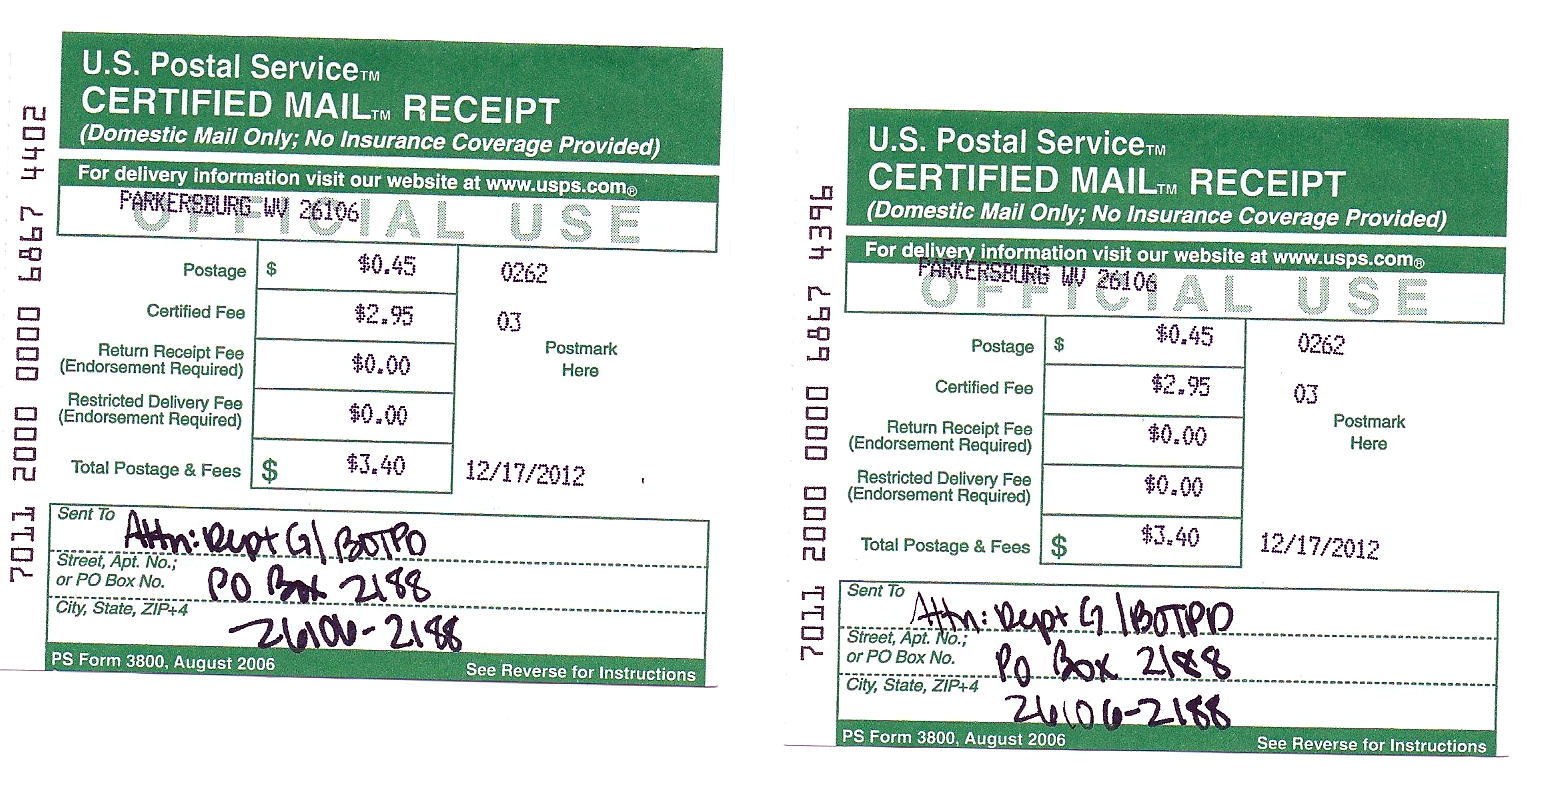 U.S. Postal Service™
CERTIFIED MAIL™ RECEIPT
(Domestic Mail Only; No Insurance Coverage Provided)
For delivery information visit our website at www.usps.com®
PARKERSBURG WV 26106
OFFICIAL USE
Postage $ $0.45 0262
Certified Fee $2.95 03
Return Receipt Fee
(Endorsement Required) $0.00
Postmark
Here
Restricted Delivery Fee
(Endorsement Required) $0.00
Total Postage & Fees $ $3.40 12/17/2012
Sent To Attn: Dept G/BOTPD
Street, Apt. No.;
or PO Box No. PO Box 2188
City, State, ZIP+4 26106-2188
PS Form 3800, August 2006 See Reverse for Instructions
7011 2000 0000 6867 4402
U.S. Postal Service™
CERTIFIED MAIL™ RECEIPT
(Domestic Mail Only; No Insurance Coverage Provided)
For delivery information visit our website at www.usps.com®
PARKERSBURG WV 26106
OFFICIAL USE
Postage $ $0.45 0262
Certified Fee $2.95 03
Return Receipt Fee
(Endorsement Required) $0.00
Postmark
Here
Restricted Delivery Fee
(Endorsement Required) $0.00
Total Postage & Fees $ $3.40 12/17/2012
Sent To Attn: Dept G/BOTPD
Street, Apt. No.;
or PO Box No. PO Box 2188
City, State, ZIP+4 26106-2188
PS Form 3800, August 2006 See Reverse for Instructions
7011 2000 0000 6867 4396